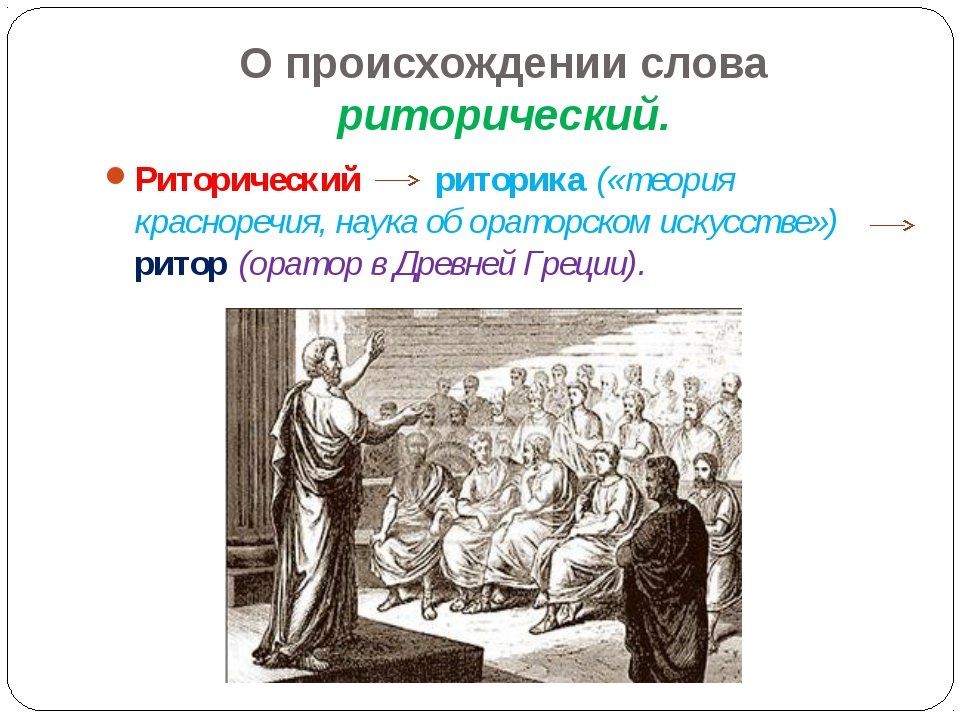 О происхождении слова
риторический.
Риторический риторика («теория
красноречия, наука об ораторском искусстве»)
ритор (оратор в Древней Греции).